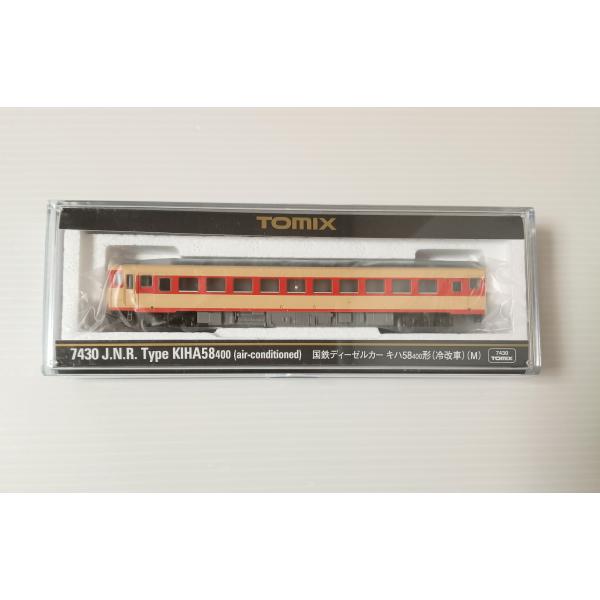 TOMIX
7430 J.N.R. Type KIHA58400 (air-conditioned) 国鉄ディーゼルカー キハ58400形(冷改車)(M) 7430 TOMIX